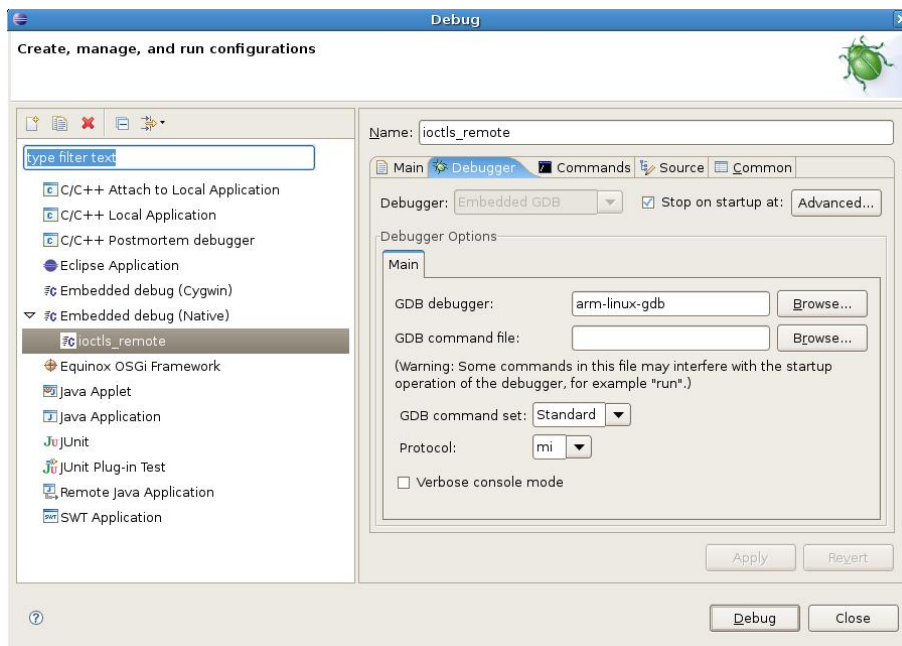 Debug
Create, manage, and run configurations
type filter text
C/C++ Attach to Local Application
C/C++ Local Application
C/C++ Postmortem debugger
Eclipse Application
Embedded debug (Cygwin)
Embedded debug (Native)
ioctls_remote
Equinox OSGi Framework
Java Applet
Java Application
JUnit
JUnit Plug-in Test
Remote Java Application
SWT Application
Name: ioctls_remote
Main Debugger Commands Source Common
Debugger: Embedded GDB Stop on startup at: Advanced...
Debugger Options
Main
GDB debugger: arm-linux-gdb Browse...
GDB command file: Browse...
(Warning: Some commands in this file may interfere with the startup
operation of the debugger, for example "run".)
GDB command set: Standard
Protocol: mi
Verbose console mode
Apply Revert
Debug Close